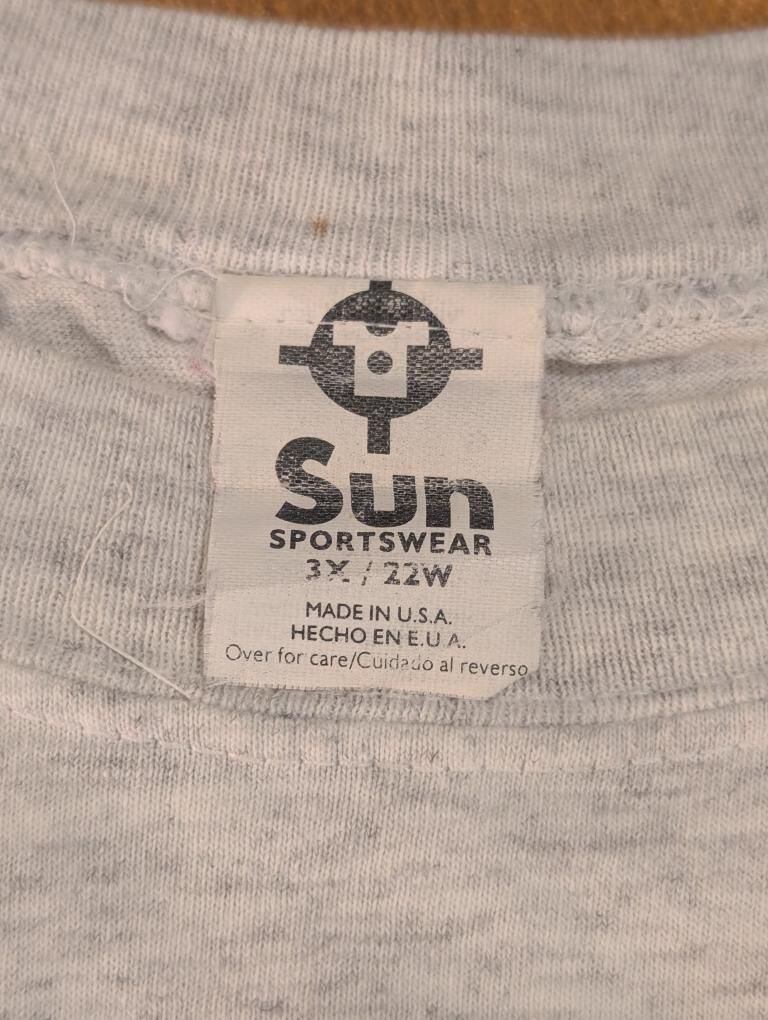 Sun
SPORTSWEAR
3X / 22W
MADE IN U.S.A.
HECHO EN E.U.A.
Over for care/Cuidado al reverso